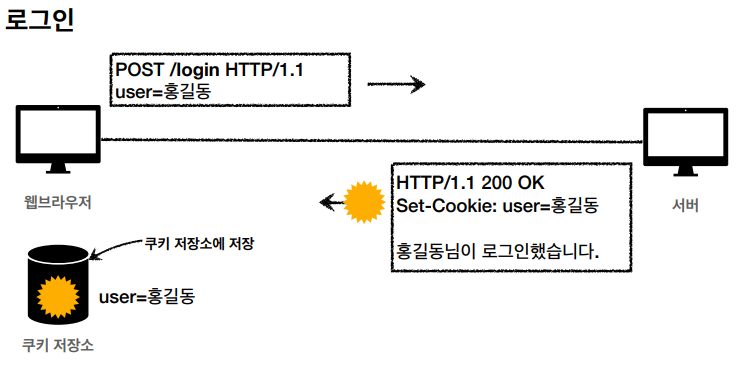 로그인
POST /login HTTP/1.1
user=홍길동
웹브라우저
HTTP/1.1 200 OK
Set-Cookie: user=홍길동
홍길동님이 로그인했습니다.
서버
쿠키 저장소에 저장
user=홍길동
쿠키 저장소